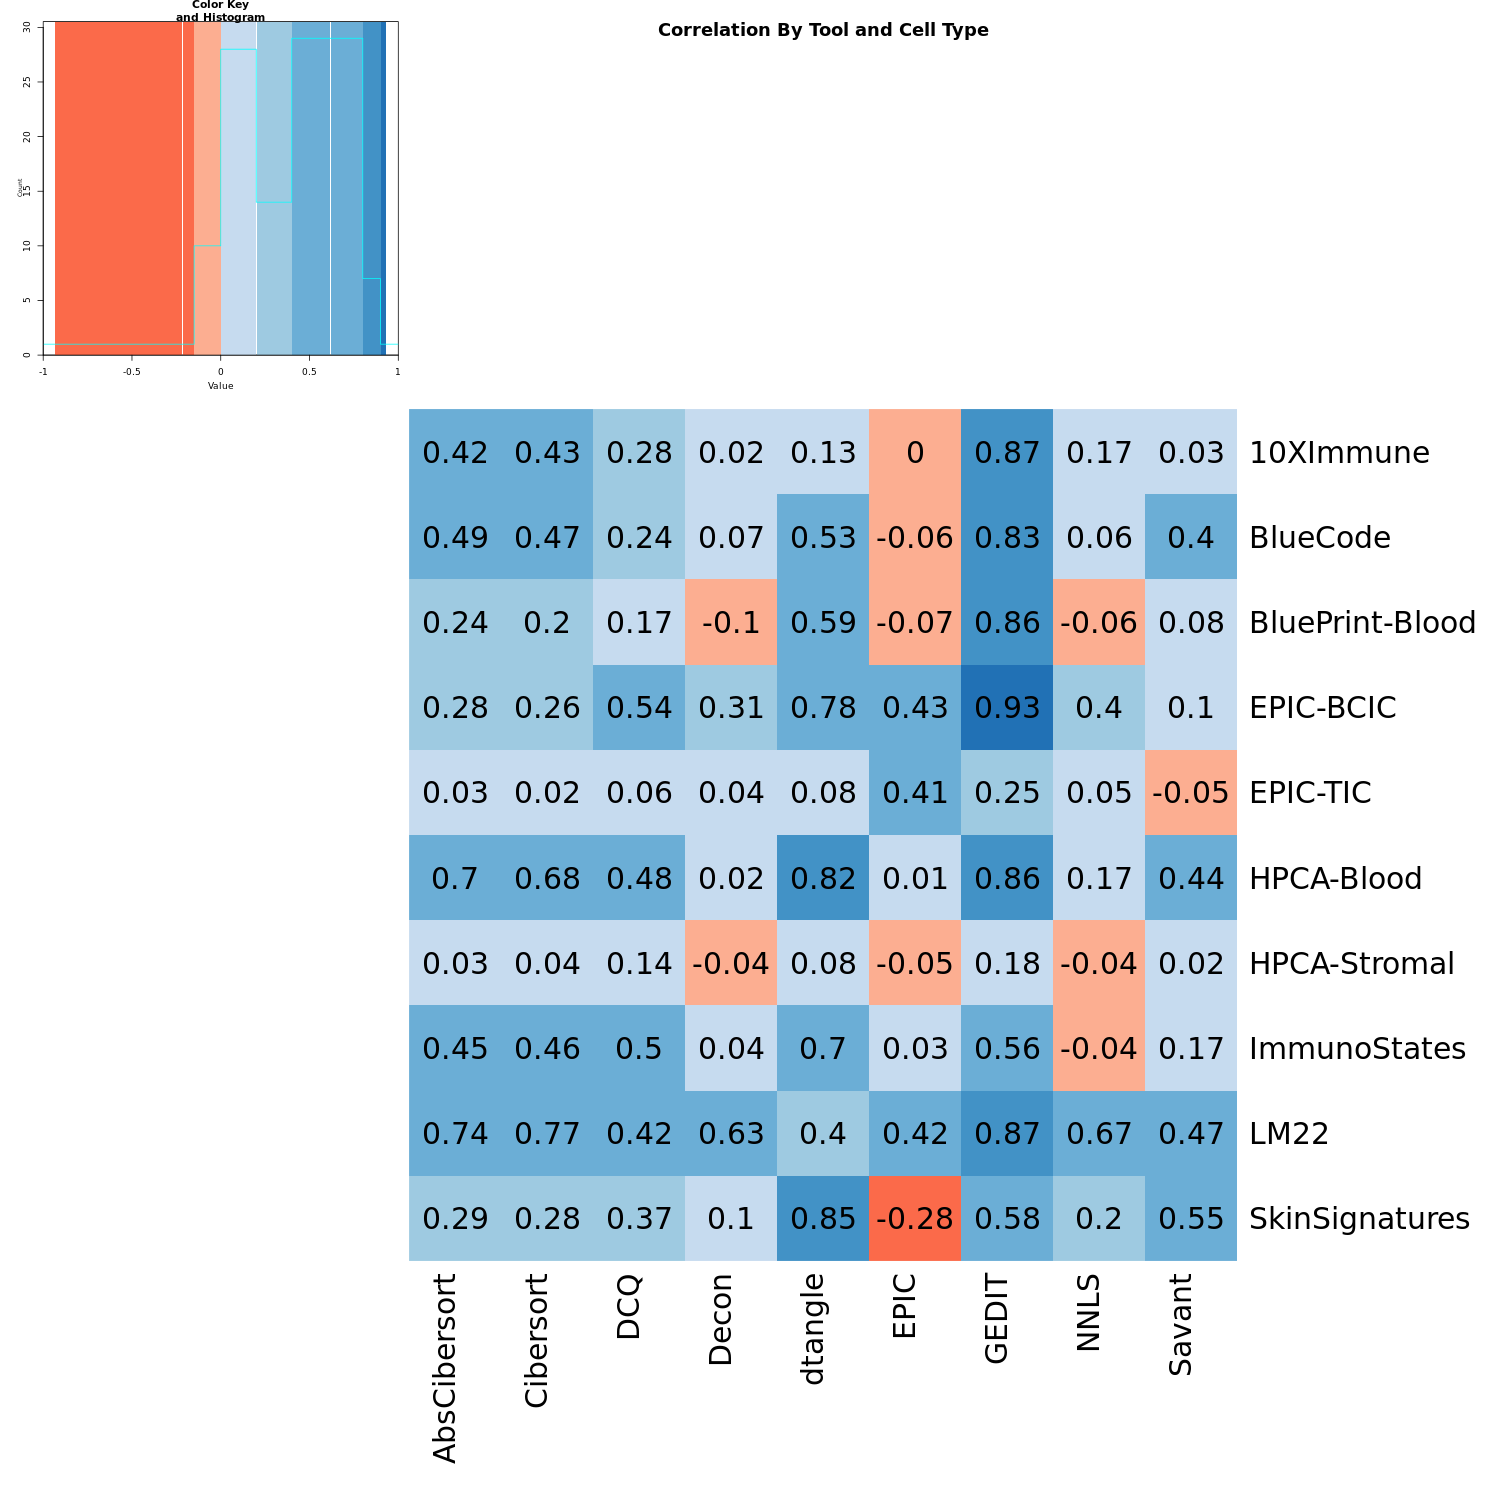 Color Key
and Histogram
Correlation By Tool and Cell Type
30
25
20
15
10
5
0
Count
-1 -0.5 0 0.5 1
Value
0.42 0.43 0.28 0.02 0.13 0 0.87 0.17 0.03 10XImmune
0.49 0.47 0.24 0.07 0.53 -0.06 0.83 0.06 0.4 BlueCode
0.24 0.2 0.17 -0.1 0.59 -0.07 0.86 -0.06 0.08 BluePrint-Blood
0.28 0.26 0.54 0.31 0.78 0.43 0.93 0.4 0.1 EPIC-BCIC
0.03 0.02 0.06 0.04 0.08 0.41 0.25 0.05 -0.05 EPIC-TIC
0.7 0.68 0.48 0.02 0.82 0.01 0.86 0.17 0.44 HPCA-Blood
0.03 0.04 0.14 -0.04 0.08 -0.05 0.18 -0.04 0.02 HPCA-Stromal
0.45 0.46 0.5 0.04 0.7 0.03 0.56 -0.04 0.17 ImmunoStates
0.74 0.77 0.42 0.63 0.4 0.42 0.87 0.67 0.47 LM22
0.29 0.28 0.37 0.1 0.85 -0.28 0.58 0.2 0.55 SkinSignatures
AbsCibersort
Cibersort
DCQ
Decon
dtangle
EPIC
GEDIT
NNLS
Savant